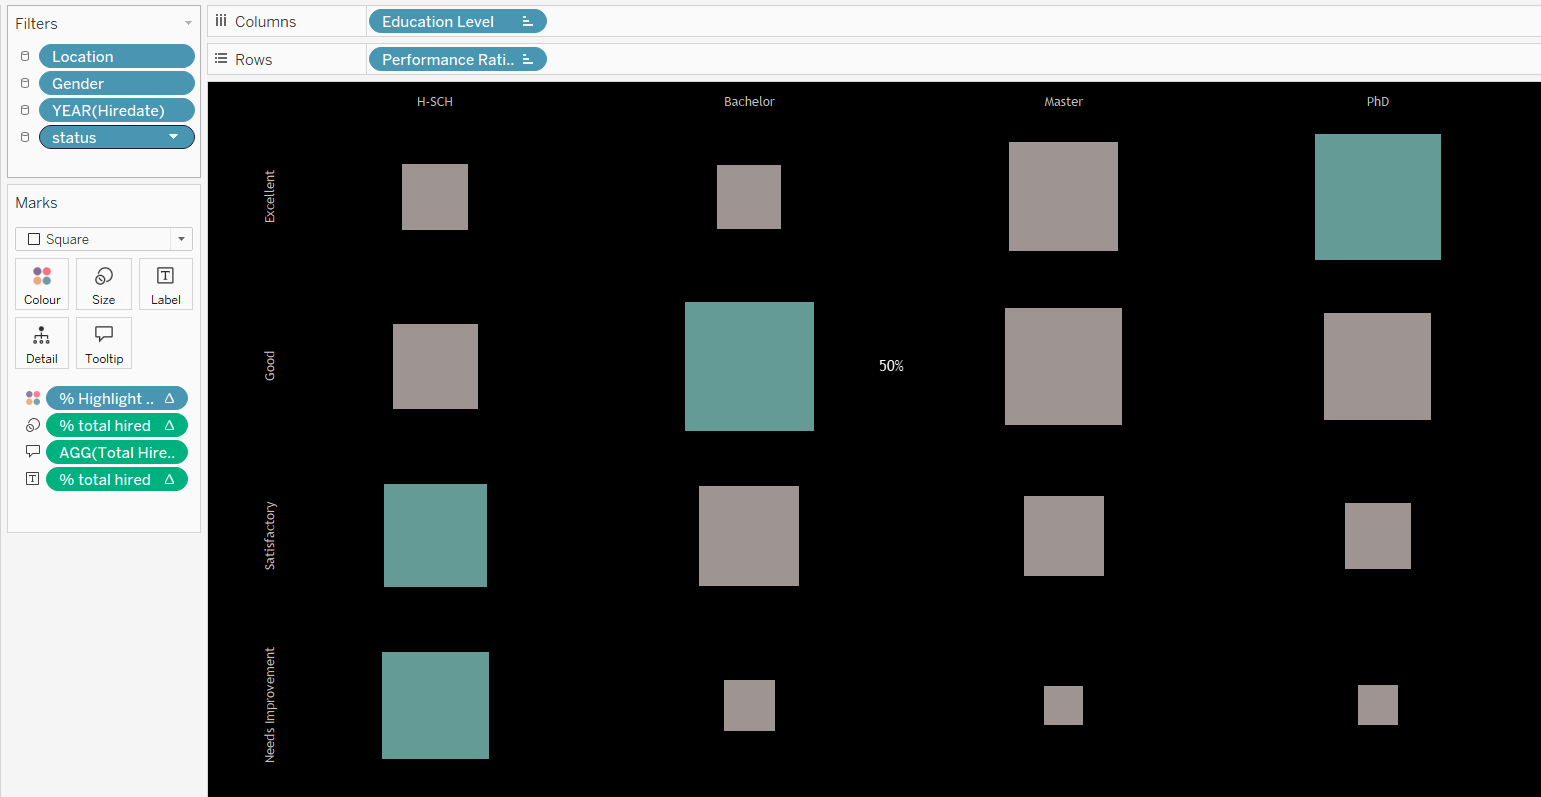 Filters
Location
Gender
YEAR(Hiredate)
status
Marks
Square
Colour
Size
T
Label
Detail
Tooltip
% Highlight .. Δ
% total hired Δ
AGG(Total Hire..
T % total hired Δ
Columns
Education Level
Rows
Performance Rati..
H-SCH Bachelor Master PhD
Excellent
Good
50%
Satisfactory
Needs Improvement